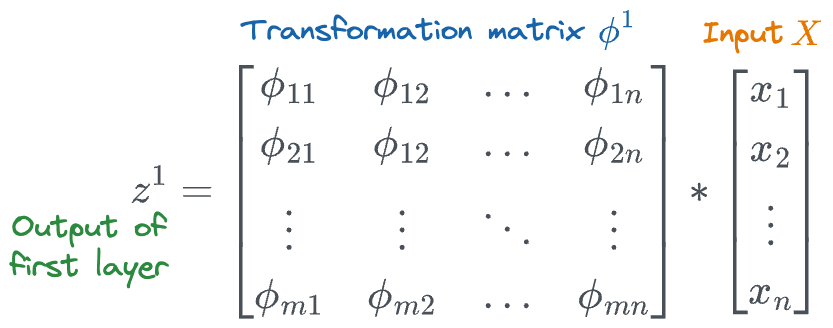 Transformation matrix ϕ¹ Input X
ϕ₁₁ ϕ₁₂ … ϕ₁ₙ x₁
ϕ₂₁ ϕ₁₂ … ϕ₂ₙ x₂
z¹ = ⋮ ⋮ ⋱ ⋮ * ⋮
ϕₘ₁ ϕₘ₂ … ϕₘₙ xₙ
Output of
first layer